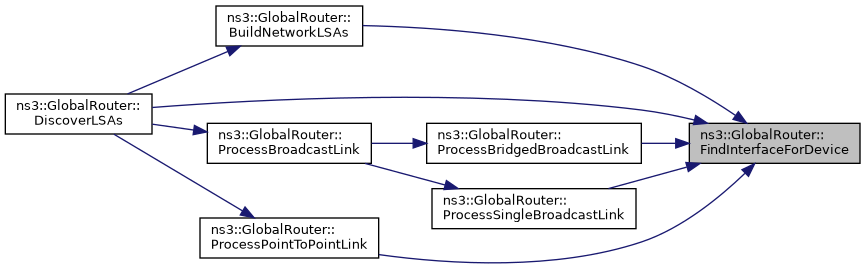 ns3::GlobalRouter::
BuildNetworkLSAs
ns3::GlobalRouter::
DiscoverLSAs
ns3::GlobalRouter::
ProcessBroadcastLink
ns3::GlobalRouter::
ProcessBridgedBroadcastLink
ns3::GlobalRouter::
FindInterfaceForDevice
ns3::GlobalRouter::
ProcessSingleBroadcastLink
ns3::GlobalRouter::
ProcessPointToPointLink